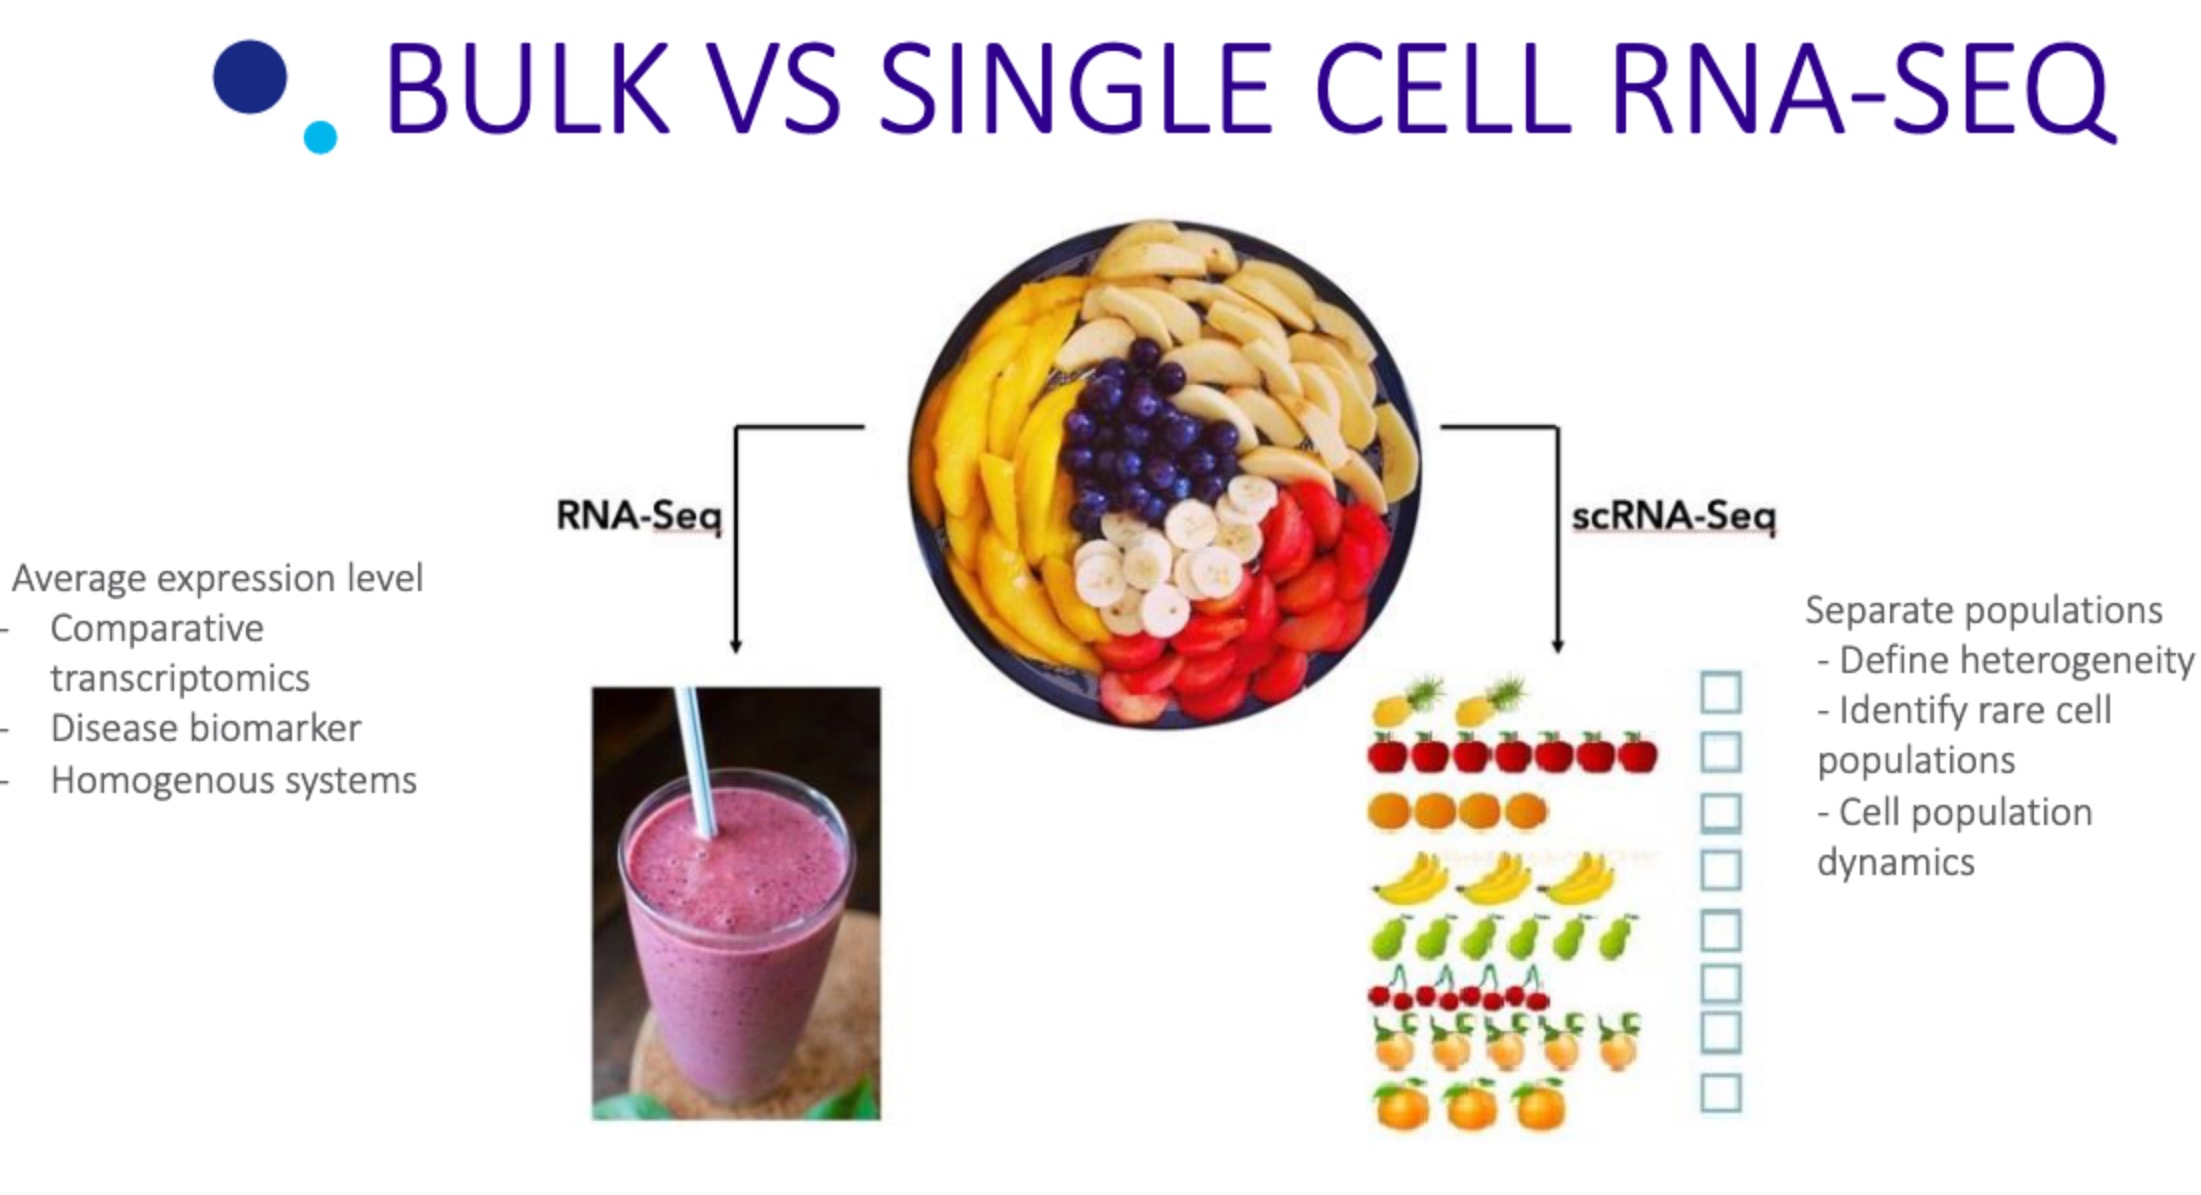 BULK VS SINGLE CELL RNA-SEQ
RNA-Seq
scRNA-Seq
Average expression level
- Comparative
transcriptomics
- Disease biomarker
- Homogenous systems
Separate populations
- Define heterogeneity
- Identify rare cell
populations
- Cell population
dynamics